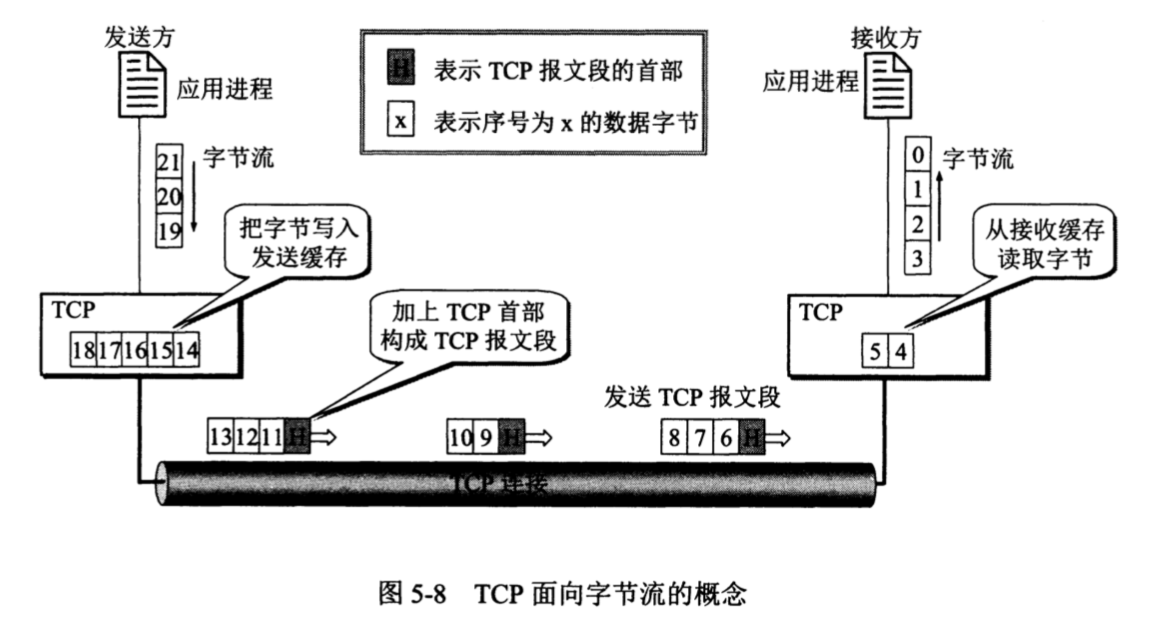 发送方
应用进程
21
20
19
字节流
把字节写入
发送缓存
TCP
18 17 16 15 14
H 表示 TCP 报文段的首部
x 表示序号为 x 的数据字节
加上 TCP 首部
构成 TCP 报文段
接收方
应用进程
0
1
2
3
字节流
从接收缓存
读取字节
TCP
5 4
发送 TCP 报文段
13 12 11 H
10 9 H
8 7 6 H
TCP 连接
图 5-8 TCP 面向字节流的概念